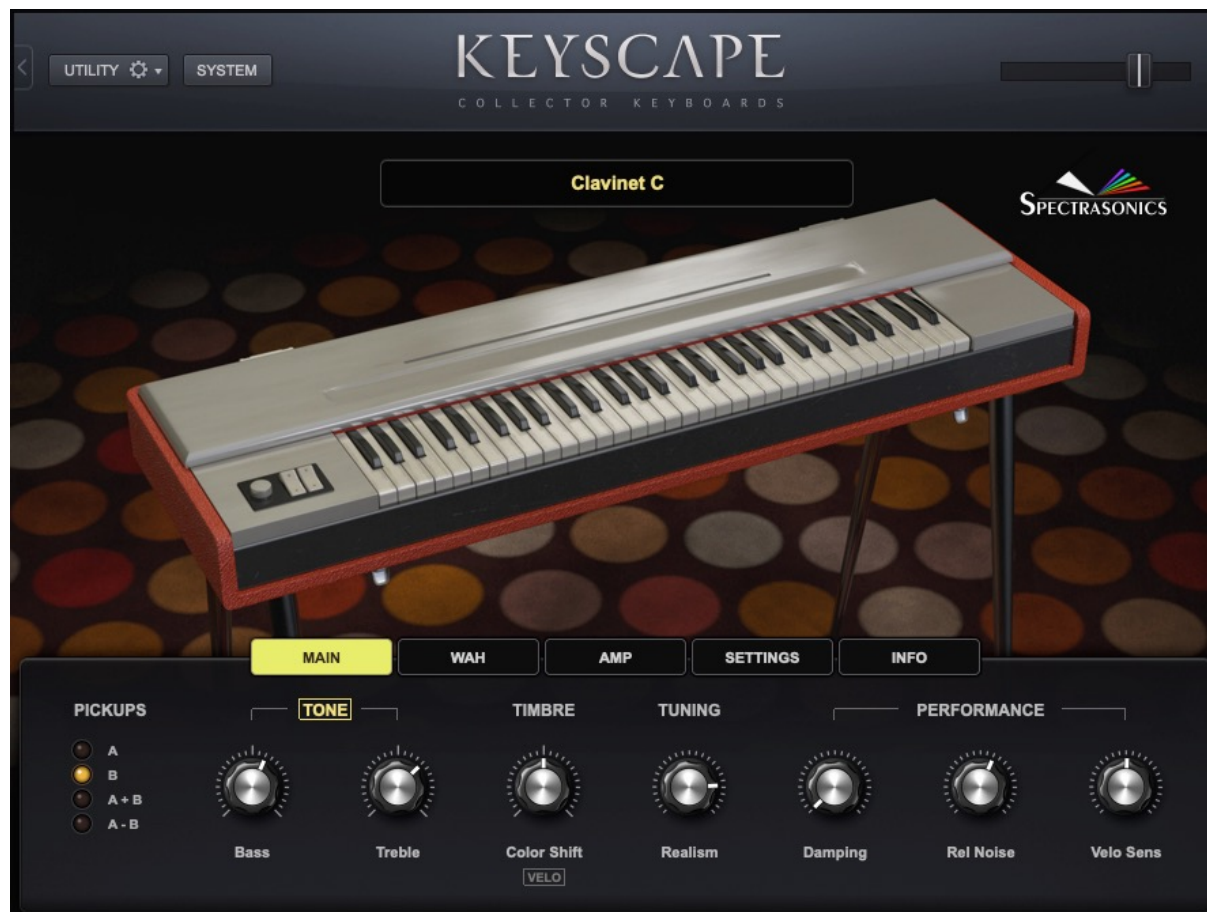 UTILITY
SYSTEM
KEYSCAPE
COLLECTOR KEYBOARDS
Clavinet C
SPECTRASONICS
MAIN
WAH
AMP
SETTINGS
INFO
PICKUPS
TONE
TIMBRE
TUNING
PERFORMANCE
A
B
A + B
A - B
Bass
Treble
Color Shift
Realism
Damping
Rel Noise
Velo Sens
VELO